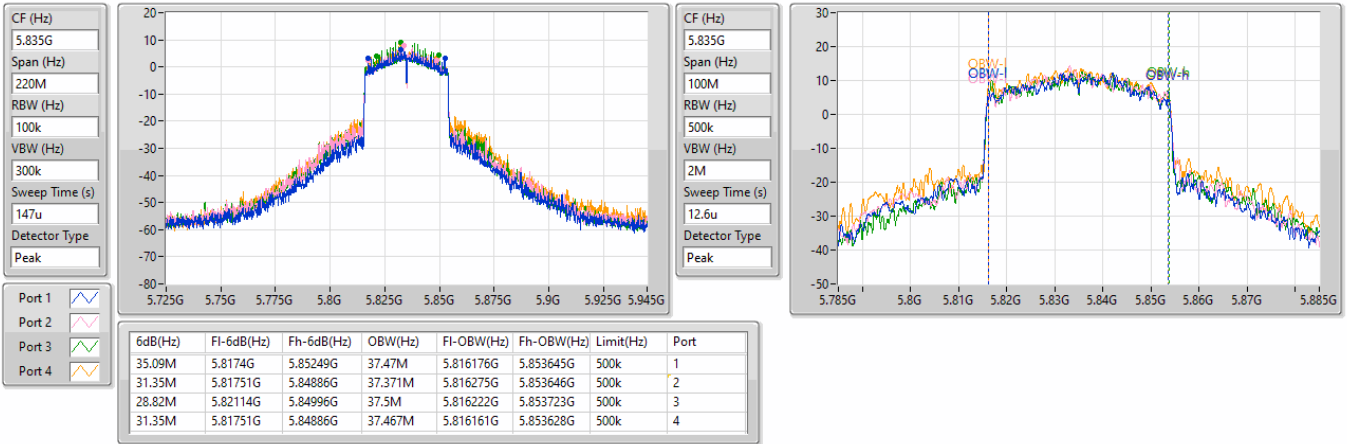 CF (Hz)
5.835G
Span (Hz)
220M
RBW (Hz)
100k
VBW (Hz)
300k
Sweep Time (s)
147u
Detector Type
Peak
20
10
0
-10
-20
-30
-40
-50
-60
-70
-80
5.725G 5.75G 5.775G 5.8G 5.825G 5.85G 5.875G 5.9G 5.925G 5.945G
CF (Hz)
5.835G
Span (Hz)
100M
RBW (Hz)
500k
VBW (Hz)
2M
Sweep Time (s)
12.6u
Detector Type
Peak
30
20
10
0
-10
-20
-30
-40
-50
OBW-l
OBW-l
OBW-h
5.785G 5.8G 5.81G 5.82G 5.83G 5.84G 5.85G 5.86G 5.87G 5.885G
Port 1
Port 2
Port 3
Port 4
6dB(Hz) Fl-6dB(Hz) Fh-6dB(Hz) OBW(Hz) Fl-OBW(Hz) Fh-OBW(Hz) Limit(Hz) Port
35.09M 5.8174G 5.85249G 37.47M 5.816176G 5.853645G 500k 1
31.35M 5.81751G 5.84886G 37.371M 5.816275G 5.853646G 500k 2
28.82M 5.82114G 5.84996G 37.5M 5.816222G 5.853723G 500k 3
31.35M 5.81751G 5.84886G 37.467M 5.816161G 5.853628G 500k 4